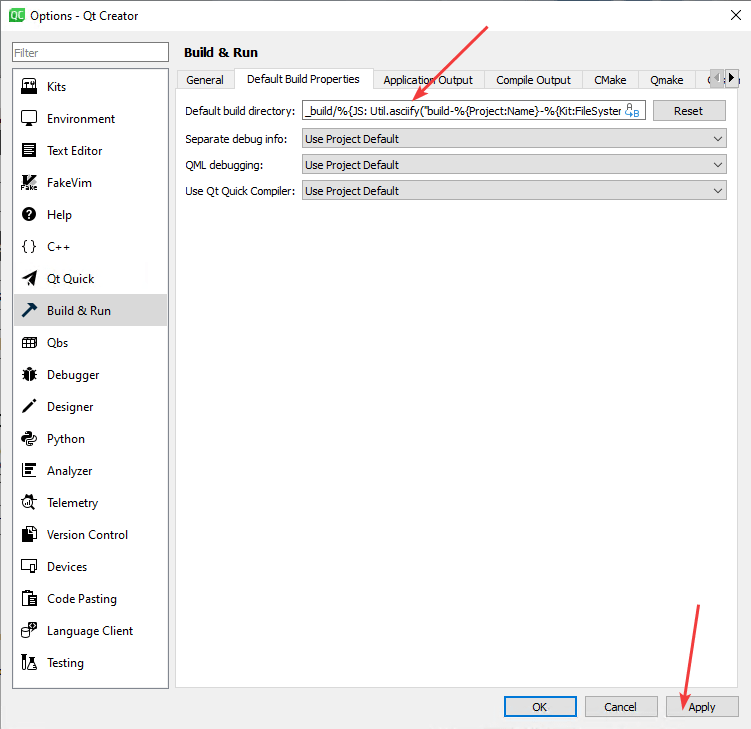 QC Options - Qt Creator
Filter
Kits
Environment
Text Editor
Fake FakeVim
Help
C++
Qt Quick
Build & Run
Qbs
Debugger
Designer
Python
Analyzer
Telemetry
Version Control
Devices
Code Pasting
Language Client
Testing
Build & Run
General Default Build Properties Application Output Compile Output CMake Qmake
Default build directory: _build/%{JS: Util.asciify("build-%{Project:Name}-%{Kit:FileSystem Reset
Separate debug info: Use Project Default
QML debugging: Use Project Default
Use Qt Quick Compiler: Use Project Default
OK Cancel Apply